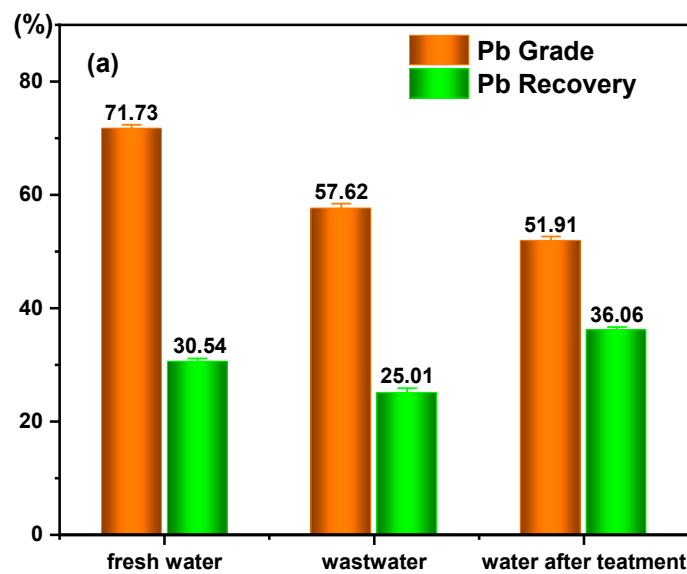 (%)
(a)
Pb Grade
Pb Recovery
80
60
40
20
0
71.73
30.54
57.62
25.01
51.91
36.06
fresh water
wastwater
water after teatment